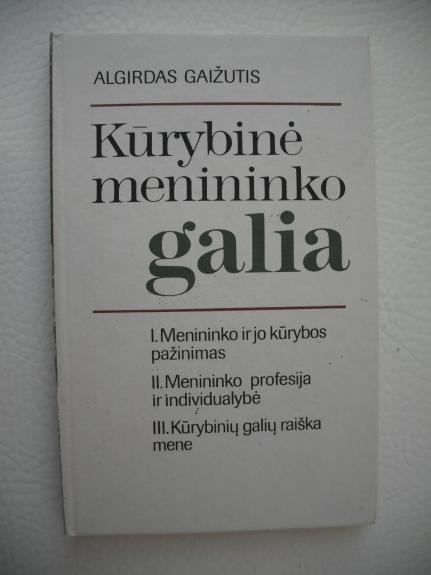 ALGIRDAS GAIŽUTIS
Kūrybinė
menininko
galia
I. Menininko ir jo kūrybos
pažinimas
II. Menininko profesija
ir individualybė
III. Kūrybinių galių raiška
mene